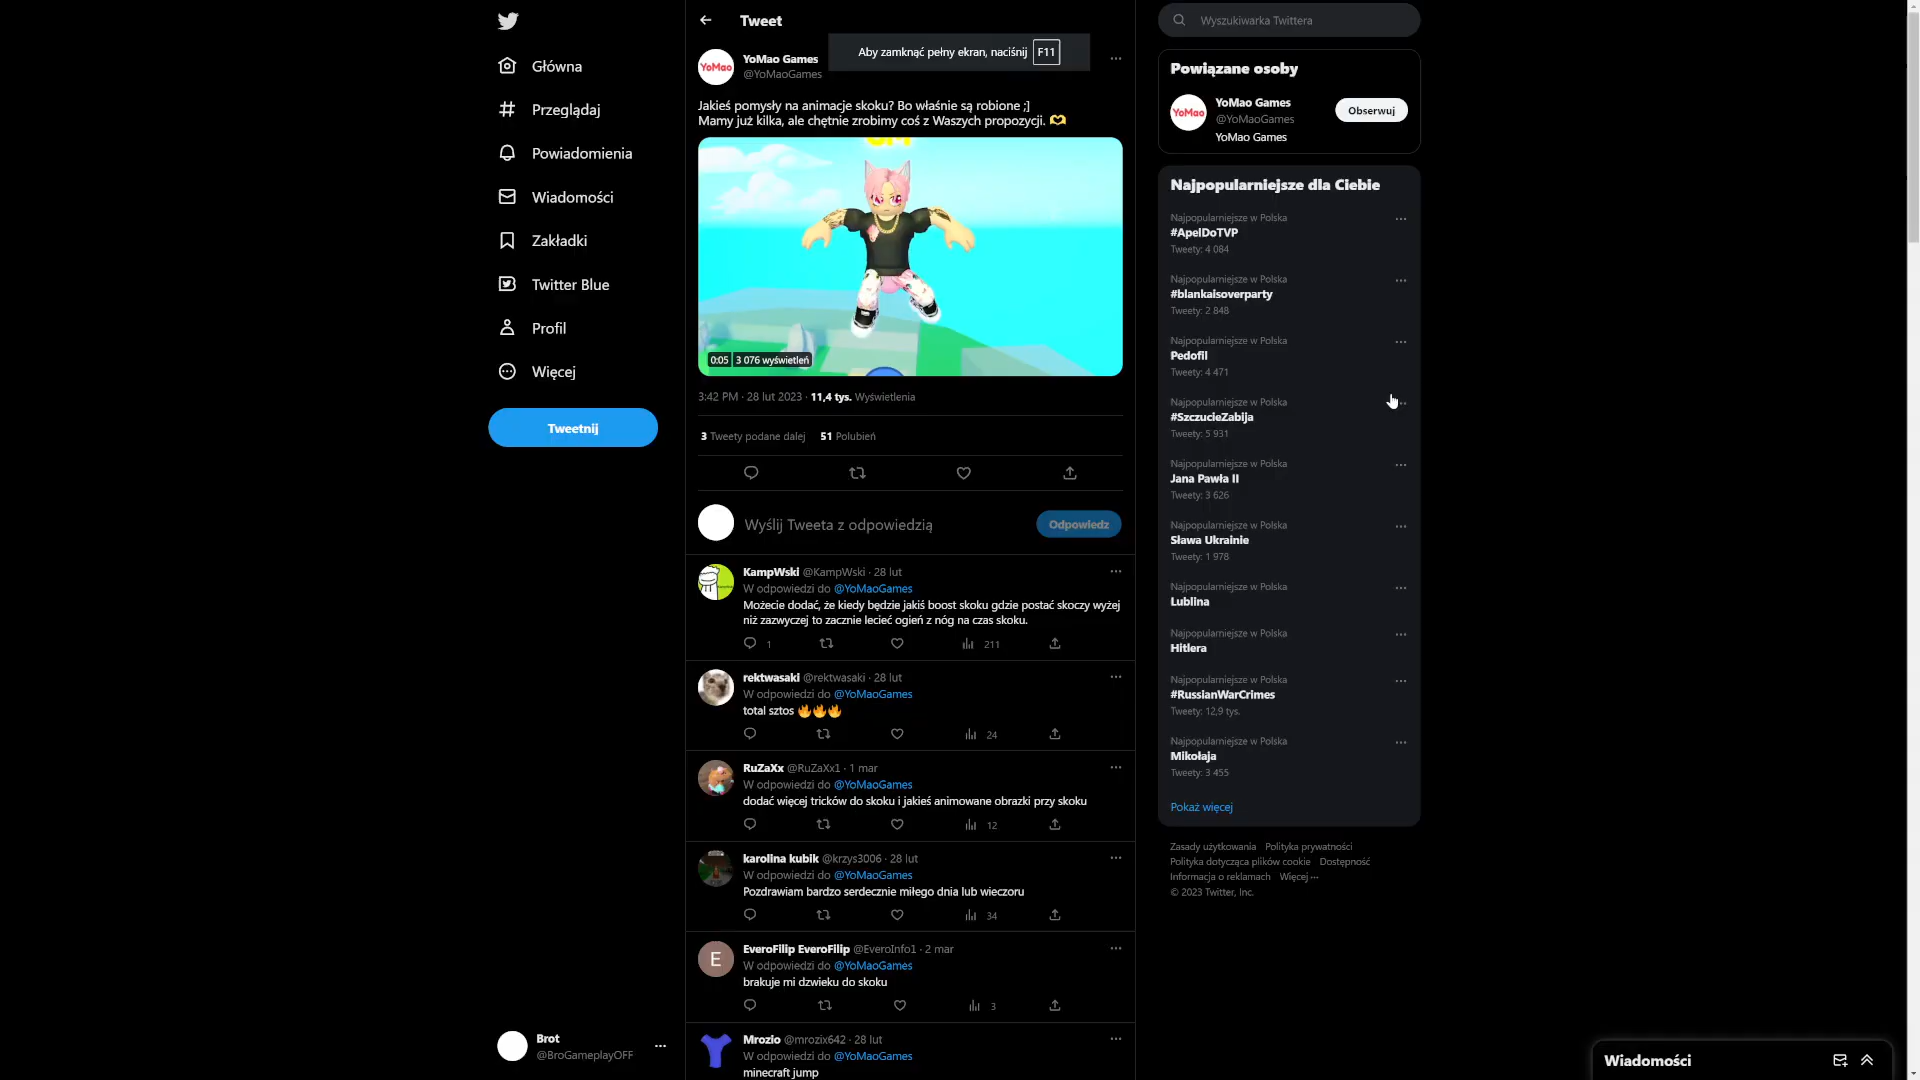 Główna
Przeglądaj
Powiadomienia
Wiadomości
Zakładki
Twitter Blue
Profil
Więcej
Tweetnij
Brot
@BroGameplayOFF
Tweet
Aby zamknąć pełny ekran, naciśnij F11
YoMao
YoMao Games
@YoMaoGames
Jakieś pomysły na animacje skoku? Bo właśnie są robione ;]
Mamy już kilka, ale chętnie zrobimy coś z Waszych propozycji. 🫶
0:05 3 076 wyświetleń
3:42 PM · 28 lut 2023 · 11,4 tys. Wyświetlenia
3 Tweety podane dalej 51 Polubień
Wyślij Tweeta z odpowiedzią
Odpowiedz
KampWski @KampWski · 28 lut
W odpowiedzi do @YoMaoGames
Możecie dodać, że kiedy będzie jakiś boost skoku gdzie postać skoczy wyżej
niż zazwyczej to zacznie lecieć ogień z nóg na czas skoku.
1 211
rektwasaki @rektwasaki · 28 lut
W odpowiedzi do @YoMaoGames
total sztos 🔥🔥🔥
24
RuZaXx @RuZaXx1 · 1 mar
W odpowiedzi do @YoMaoGames
dodać więcej tricków do skoku i jakieś animowane obrazki przy skoku
12
karolina kubik @krzys3006 · 28 lut
W odpowiedzi do @YoMaoGames
Pozdrawiam bardzo serdecznie miłego dnia lub wieczoru
34
E
EveroFilip EveroFilip @EveroInfo1 · 2 mar
W odpowiedzi do @YoMaoGames
brakuje mi dzwieku do skoku
3
Mrozio @mrozix642 · 28 lut
W odpowiedzi do @YoMaoGames
minecraft jump
Wyszukiwarka Twittera
Powiązane osoby
YoMao
YoMao Games
@YoMaoGames
YoMao Games
Obserwuj
Najpopularniejsze dla Ciebie
Najpopularniejsze w Polska
#ApelDoTVP
Tweety: 4 084
Najpopularniejsze w Polska
#blankaisoverparty
Tweety: 2 848
Najpopularniejsze w Polska
Pedofil
Tweety: 4 471
Najpopularniejsze w Polska
#SzczucieZabija
Tweety: 5 931
Najpopularniejsze w Polska
Jana Pawła II
Tweety: 3 626
Najpopularniejsze w Polska
Sława Ukrainie
Tweety: 1 978
Najpopularniejsze w Polska
Lublina
Najpopularniejsze w Polska
Hitlera
Najpopularniejsze w Polska
#RussianWarCrimes
Tweety: 12,9 tys.
Najpopularniejsze w Polska
Mikołaja
Tweety: 3 455
Pokaż więcej
Zasady użytkowania Polityka prywatności
Polityka dotycząca plików cookie Dostępność
Informacja o reklamach Więcej ···
© 2023 Twitter, Inc.
Wiadomości